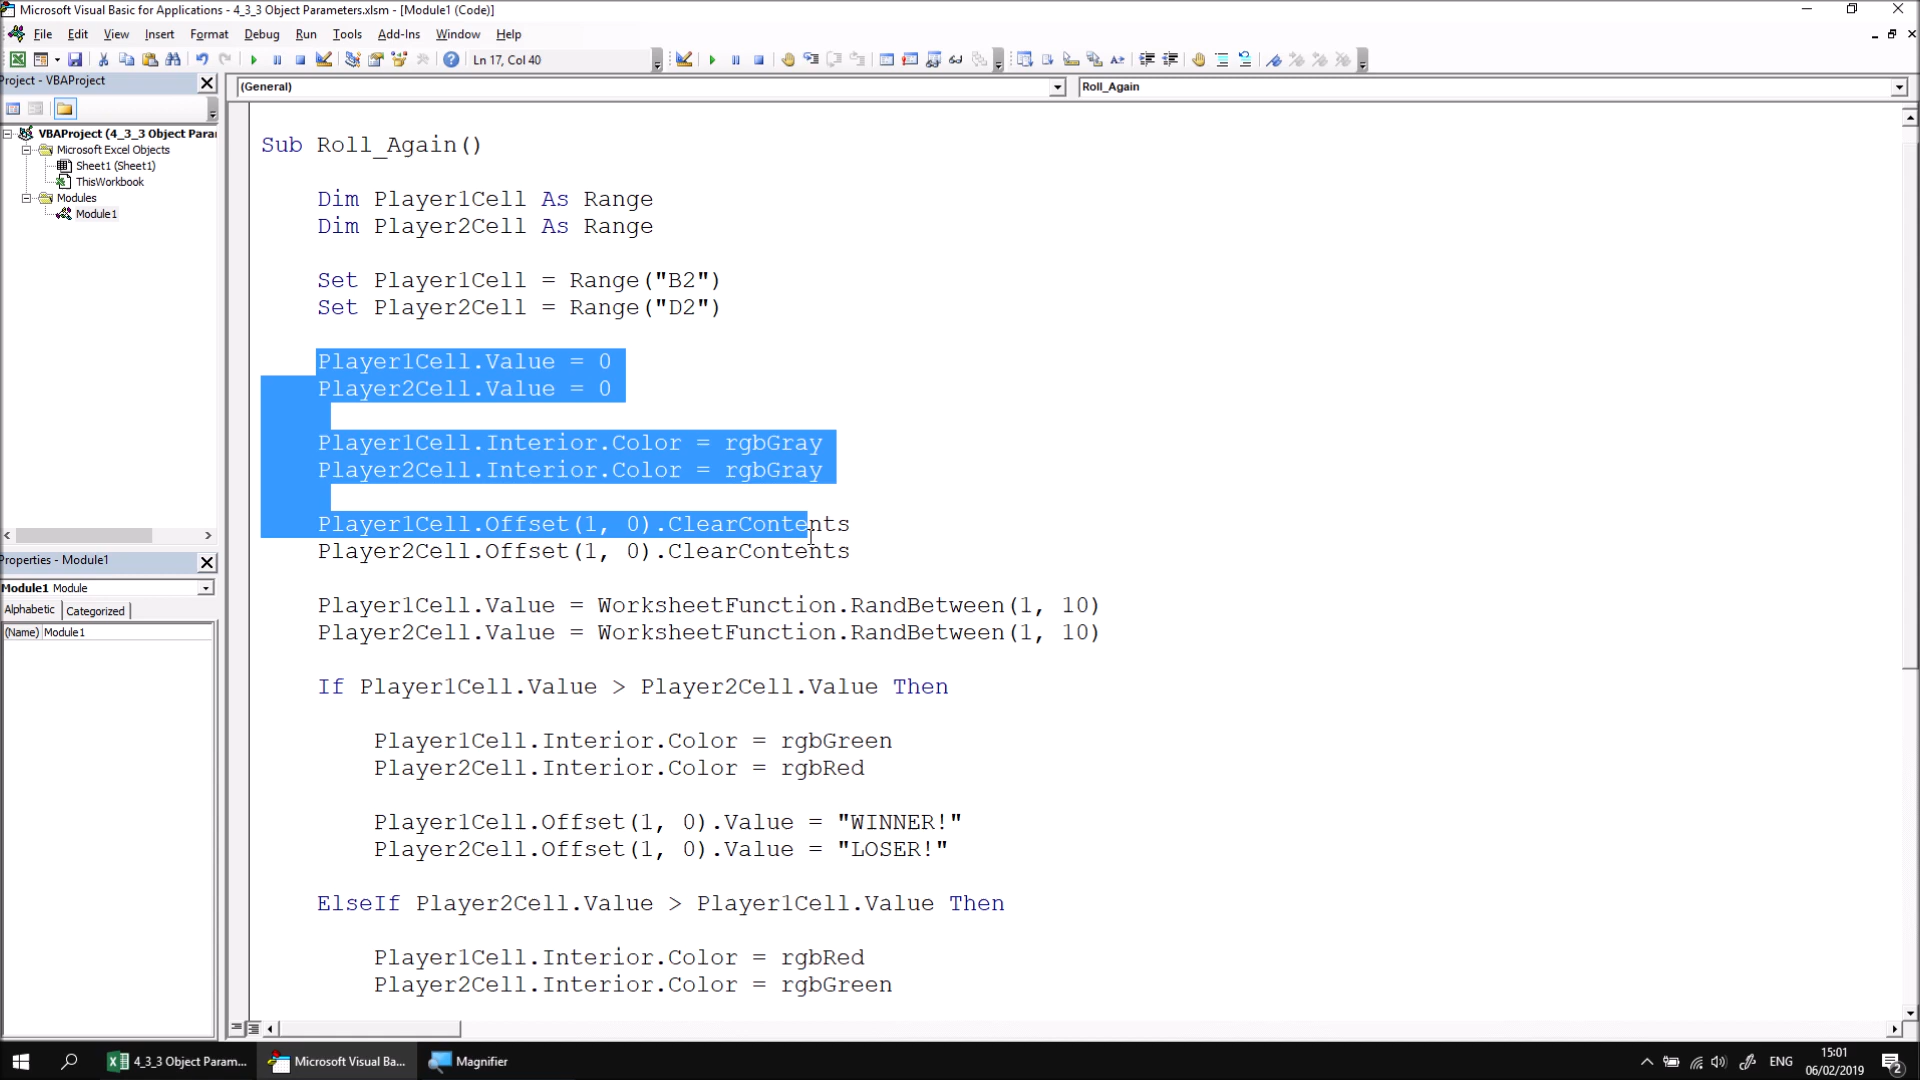 Microsoft Visual Basic for Applications - 4_3_3 Object Parameters.xlsm - [Module1 (Code)]
File Edit View Insert Format Debug Run Tools Add-Ins Window Help
Ln 17, Col 40
Project - VBAProject
(General)
Roll_Again
VBAProject (4_3_3 Object Parai
Microsoft Excel Objects
Sheet1 (Sheet1)
ThisWorkbook
Modules
Module1
Properties - Module1
Module1 Module
Alphabetic Categorized
(Name) Module1
Sub Roll_Again()
Dim Player1Cell As Range
Dim Player2Cell As Range
Set Player1Cell = Range("B2")
Set Player2Cell = Range("D2")
Player1Cell.Value = 0
Player2Cell.Value = 0
Player1Cell.Interior.Color = rgbGray
Player2Cell.Interior.Color = rgbGray
Player1Cell.Offset(1, 0).ClearContents
Player2Cell.Offset(1, 0).ClearContents
Player1Cell.Value = WorksheetFunction.RandBetween(1, 10)
Player2Cell.Value = WorksheetFunction.RandBetween(1, 10)
If Player1Cell.Value > Player2Cell.Value Then
Player1Cell.Interior.Color = rgbGreen
Player2Cell.Interior.Color = rgbRed
Player1Cell.Offset(1, 0).Value = "WINNER!"
Player2Cell.Offset(1, 0).Value = "LOSER!"
ElseIf Player2Cell.Value > Player1Cell.Value Then
Player1Cell.Interior.Color = rgbRed
Player2Cell.Interior.Color = rgbGreen
4_3_3 Object Param...
Microsoft Visual Ba...
Magnifier
ENG
15:01
06/02/2019
2